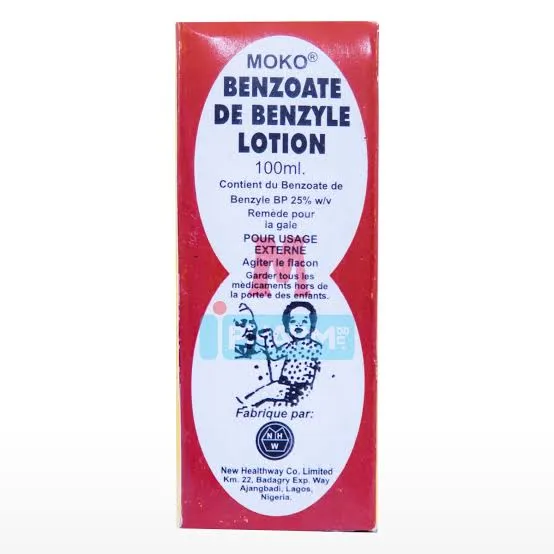 MOKO®
BENZOATE
DE BENZYLE
LOTION
100ml.
Contient du Benzoate de
Benzyle BP 25% w/v
Remède pour
la gale
POUR USAGE
EXTERNE
Agiter le flacon
Garder tous les
mèdicaments hors de
la porte'e des enfants.
Fabrique par:
N H
W
New Healthway Co. Limited
Km. 22, Badagry Exp. Way
Ajangbadi, Lagos,
Nigeria.